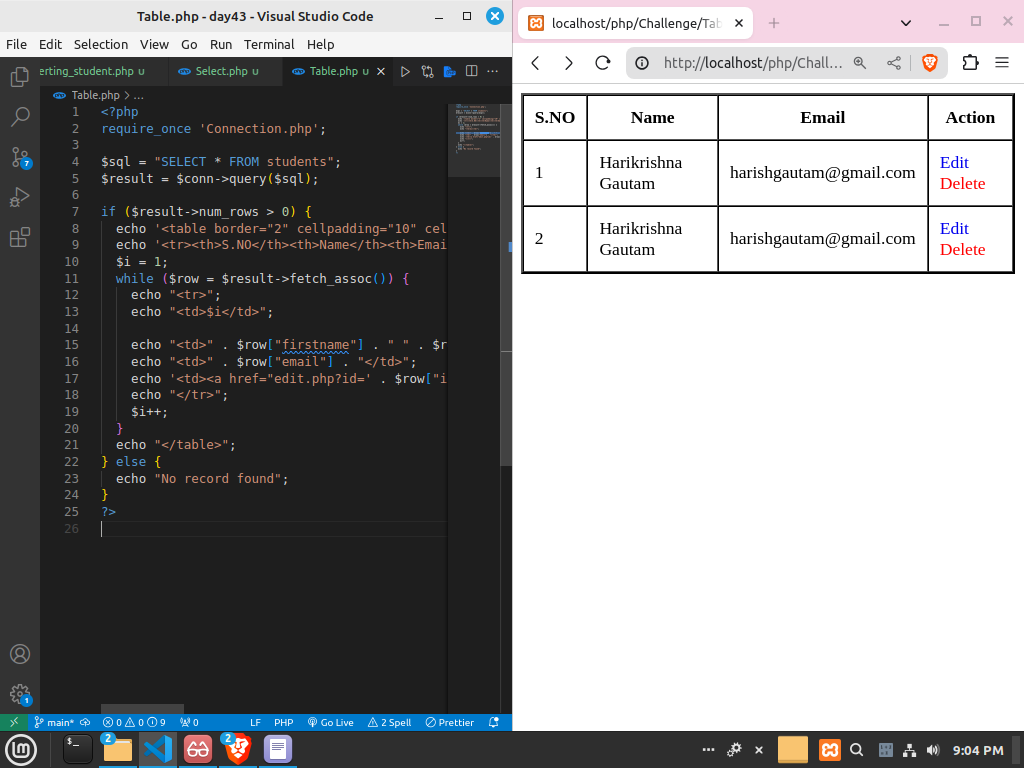 Table.php - day43 - Visual Studio Code
File Edit Selection View Go Run Terminal Help
erting_student.php U Select.php U Table.php U
Table.php > ...
1 <?php
2 require_once 'Connection.php';
3
4 $sql = "SELECT * FROM students";
5 $result = $conn->query($sql);
6
7 if ($result->num_rows > 0) {
8 echo '<table border="2" cellpadding="10" cel
9 echo '<tr><th>S.NO</th><th>Name</th><th>Emai
10 $i = 1;
11 while ($row = $result->fetch_assoc()) {
12 echo "<tr>";
13 echo "<td>$i</td>";
14
15 echo "<td>" . $row["firstname"] . " " . $r
16 echo "<td>" . $row["email"] . "</td>";
17 echo '<td><a href="edit.php?id=' . $row["i
18 echo "</tr>";
19 $i++;
20 }
21 echo "</table>";
22 } else {
23 echo "No record found";
24 }
25 ?>
26
7
1
main* 0 0 9 0 LF PHP Go Live 2 Spell Prettier
localhost/php/Challenge/Tab
http://localhost/php/Chall...
S.NO Name Email Action
1 Harikrishna Gautam harishgautam@gmail.com Edit Delete
2 Harikrishna Gautam harishgautam@gmail.com Edit Delete
2 2 9:04 PM